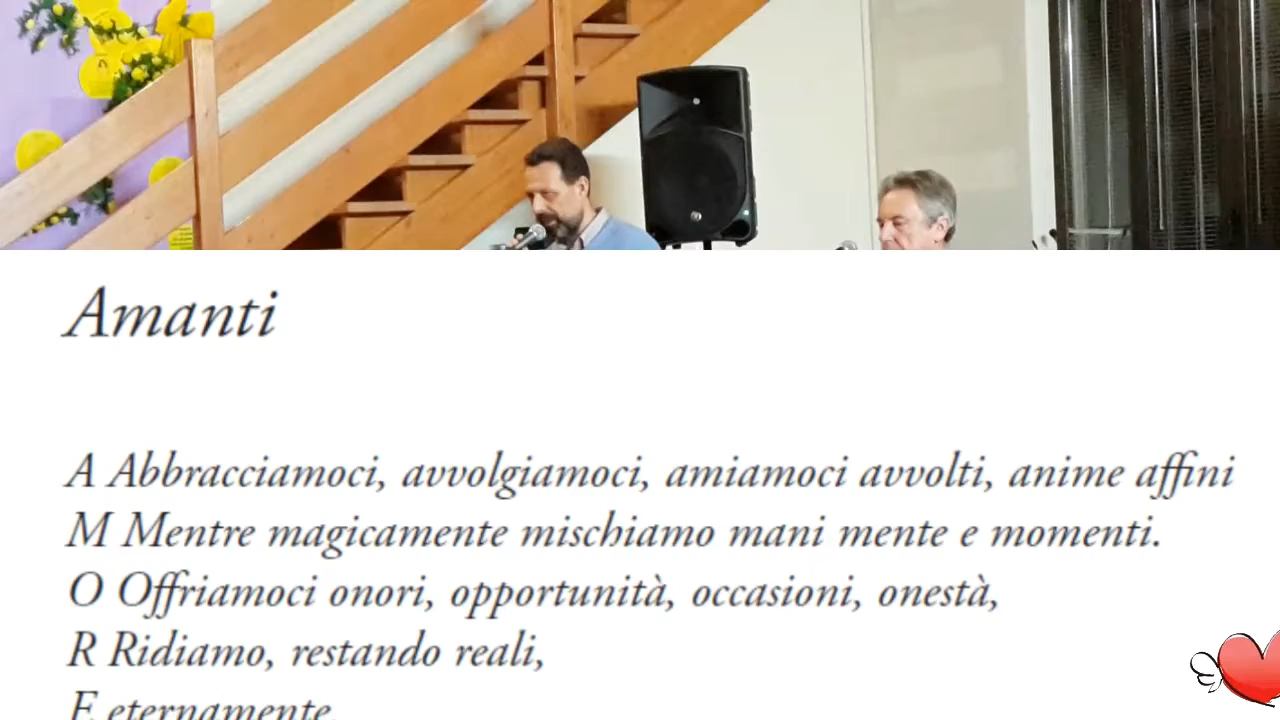 Amanti
A Abbracciamoci, avvolgiamoci, amiamoci avvolti, anime affini
M Mentre magicamente mischiamo mani mente e momenti.
O Offriamoci onori, opportunità, occasioni, onestà,
R Ridiamo, restando reali,
E eternamente.